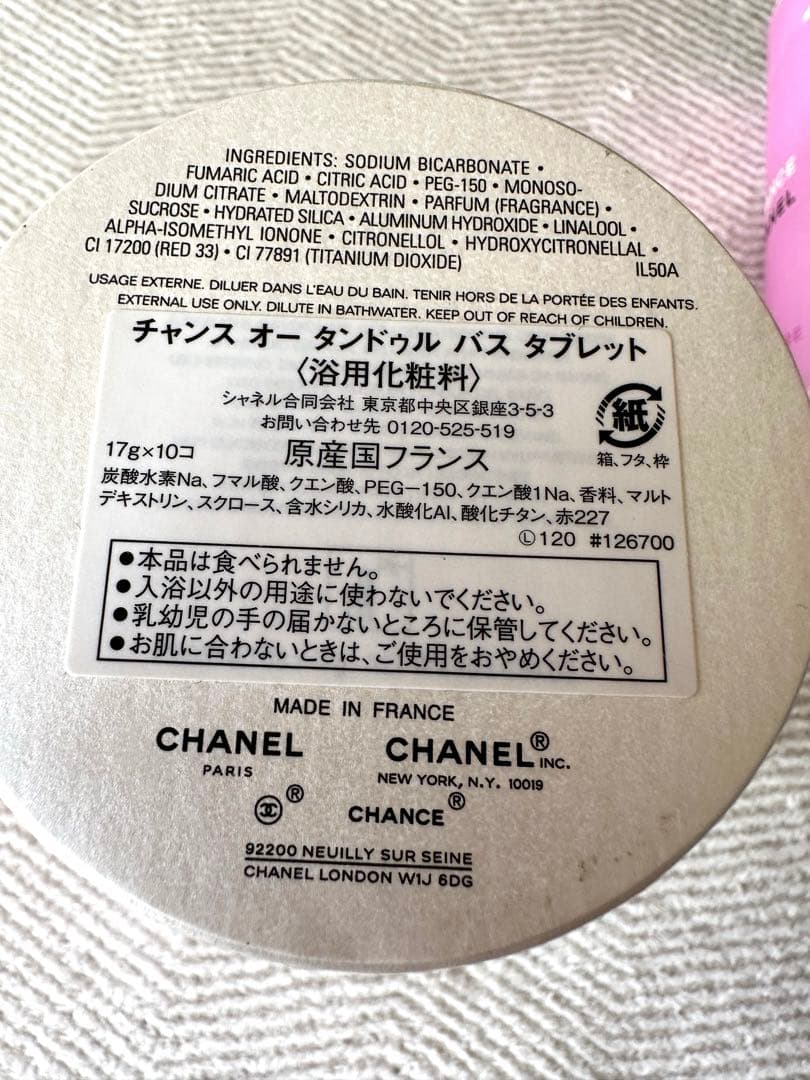 INGREDIENTS: SODIUM BICARBONATE •
FUMARIC ACID • CITRIC ACID • PEG-150 • MONOSO-
DIUM CITRATE • MALTODEXTRIN • PARFUM (FRAGRANCE) •
SUCROSE • HYDRATED SILICA • ALUMINUM HYDROXIDE • LINALOOL •
ALPHA-ISOMETHYL IONONE • CITRONELLOL • HYDROXYCITRONELLAL •
CI 17200 (RED 33) • CI 77891 (TITANIUM DIOXIDE)
IL50A
USAGE EXTERNE. DILUER DANS L'EAU DU BAIN. TENIR HORS DE LA PORTÉE DES ENFANTS.
EXTERNAL USE ONLY. DILUTE IN BATHWATER. KEEP OUT OF REACH OF CHILDREN.
チャンス オー タンドゥル バス タブレット
〈浴用化粧料〉
シャネル合同会社 東京都中央区銀座3-5-3
お問い合わせ先 0120-525-519
紙
箱、フタ、枠
17g×10コ 原産国フランス
炭酸水素Na、フマル酸、クエン酸、PEG-150、クエン酸1Na、香料、マルト
デキストリン、スクロース、含水シリカ、水酸化Al、酸化チタン、赤227
Ⓛ120 #126700
●本品は食べられません。
●入浴以外の用途に使わないでください。
●乳幼児の手の届かないところに保管してください。
●お肌に合わないときは、ご使用をおやめください。
MADE IN FRANCE
CHANEL
PARIS
CHANEL® INC.
NEW YORK, N.Y. 10019
® CHANCE®
92200 NEUILLY SUR SEINE
CHANEL LONDON W1J 6DG